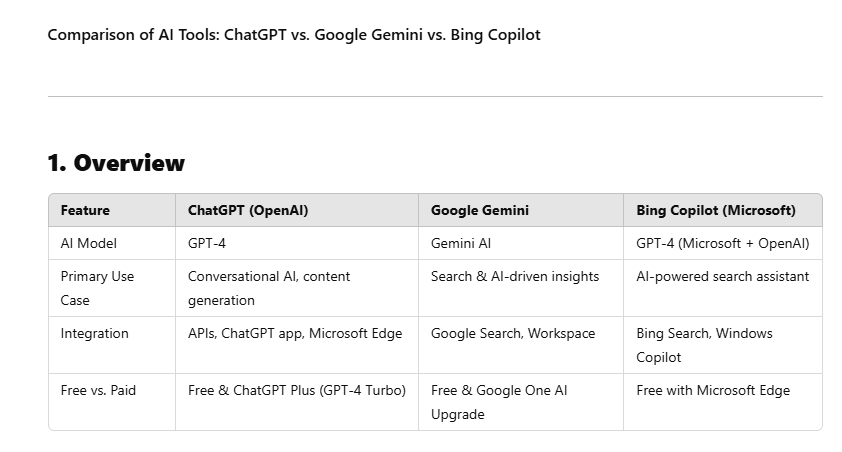 Comparison of AI Tools: ChatGPT vs. Google Gemini vs. Bing Copilot
1. Overview
Feature ChatGPT (OpenAI) Google Gemini Bing Copilot (Microsoft)
AI Model GPT-4 Gemini AI GPT-4 (Microsoft + OpenAI)
Primary Use Conversational AI, content Search & AI-driven insights AI-powered search assistant
Case generation
Integration APIs, ChatGPT app, Microsoft Edge Google Search, Workspace Bing Search, Windows
Copilot
Free vs. Paid Free & ChatGPT Plus (GPT-4 Turbo) Free & Google One AI Free with Microsoft Edge
Upgrade